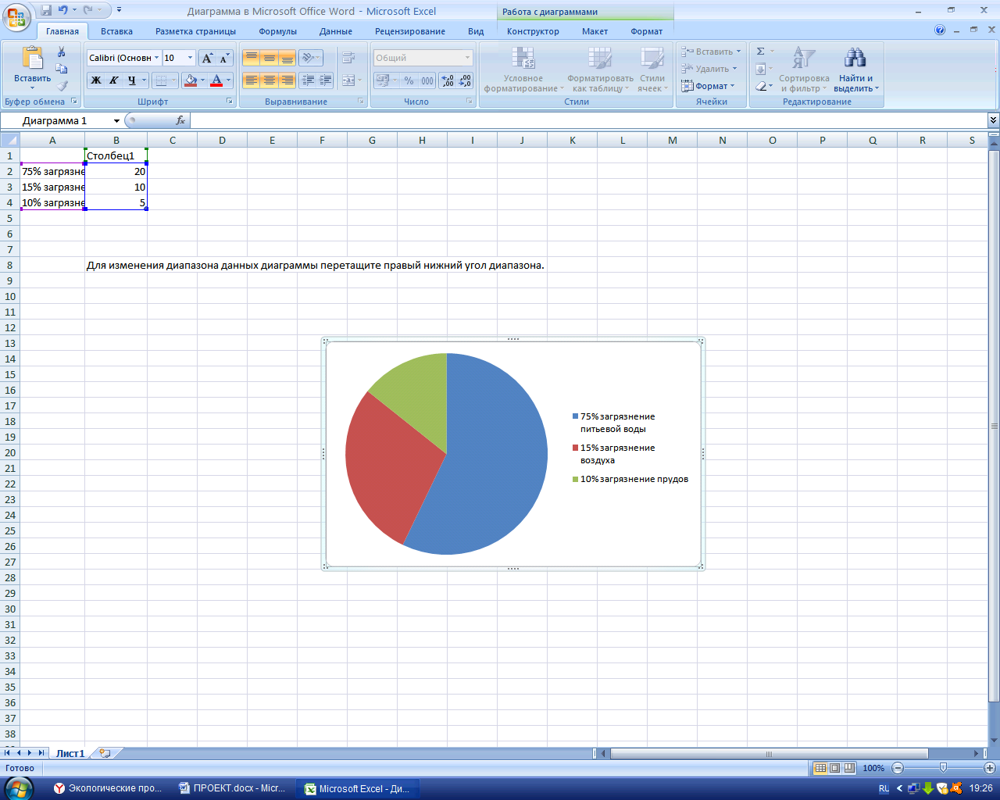 Диаграмма в Microsoft Office Word - Microsoft Excel
Работа с диаграммами
Главная Вставка Разметка страницы Формулы Данные Рецензирование Вид Конструктор Макет Формат
Вставить
Буфер обмена
Calibri (Основн 10
Ж К Ч
Шрифт
Выравнивание
Общий
% 000 ,00 ,00
Число
Условное форматирование
Форматировать как таблицу
Стили ячеек
Стили
Вставить
Удалить
Формат
Ячейки
Сортировка и фильтр
Найти и выделить
Редактирование
Диаграмма 1 fx
A B C D E F G H I J K L M N O P Q R S
1 Столбец1
2 75% загрязне 20
3 15% загрязне 10
4 10% загрязне 5
5
6
7
8 Для изменения диапазона данных диаграммы перетащите правый нижний угол диапазона.
9
10
11
12
13
14
15
16
17
18
19
20
21
22
23
24
25
26
27
28
29
30
31
32
33
34
35
36
37
38
75% загрязнение
питьевой воды
15% загрязнение
воздуха
10% загрязнение прудов
Лист1
Готово 100%
Экологические про... ПРОЕКТ.docx - Micr... Microsoft Excel - Ди... RU 19:26